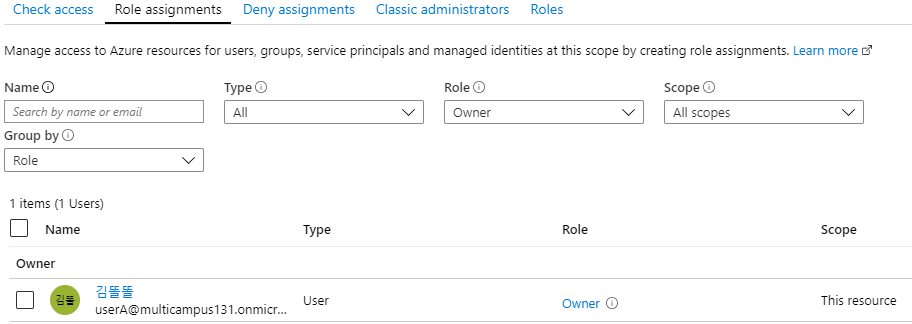 Check access Role assignments Deny assignments Classic administrators Roles
Manage access to Azure resources for users, groups, service principals and managed identities at this scope by creating role assignments. Learn more
Name Type Role Scope
Search by name or email All Owner All scopes
Group by
Role
1 items (1 Users)
Name Type Role Scope
Owner
김똘 김똘똘 userA@multicampus131.onmicr... User Owner This resource